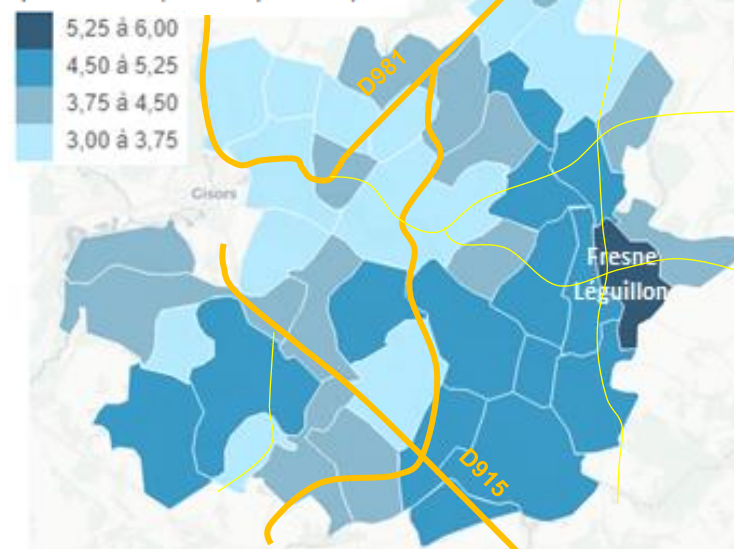 5,25 à 6,00
4,50 à 5,25
3,75 à 4,50
3,00 à 3,75
D981
Gisors
Fresne
Léguillon
D915